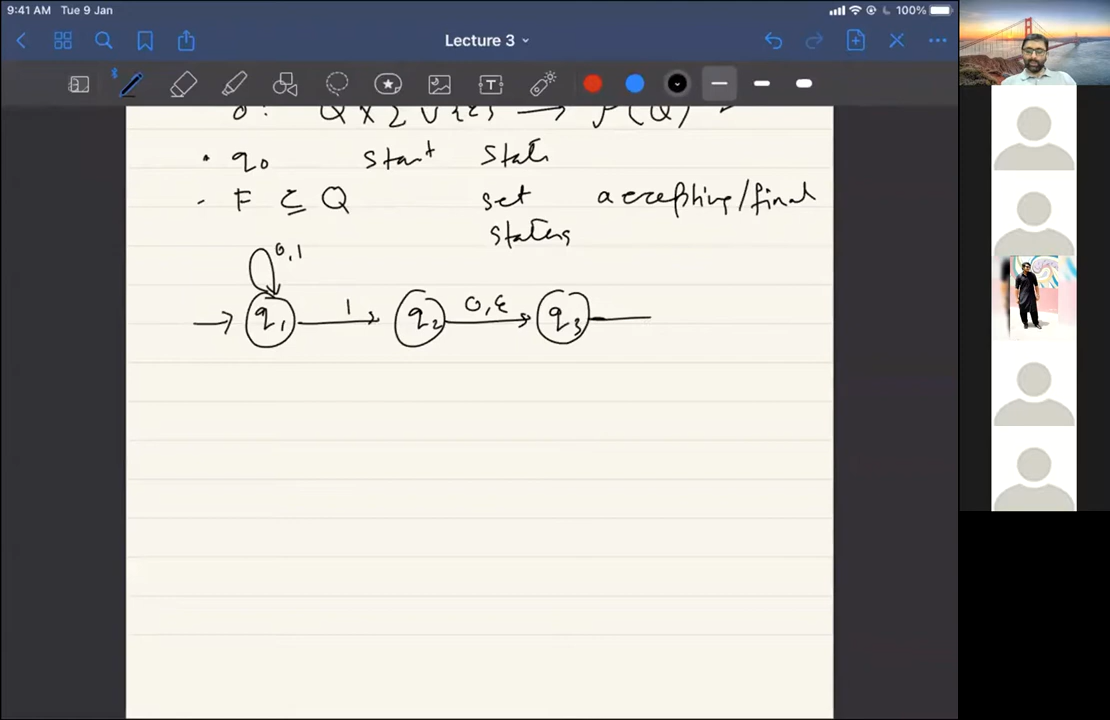 9:41 AM Tue 9 Jan 100%
Lecture 3
T
δ: Q × Σ ∪ {ε} → P(Q)
• q0 start state
- F ⊆ Q set accepting/final
states
0,1
q1 1 q2 0,ε q3